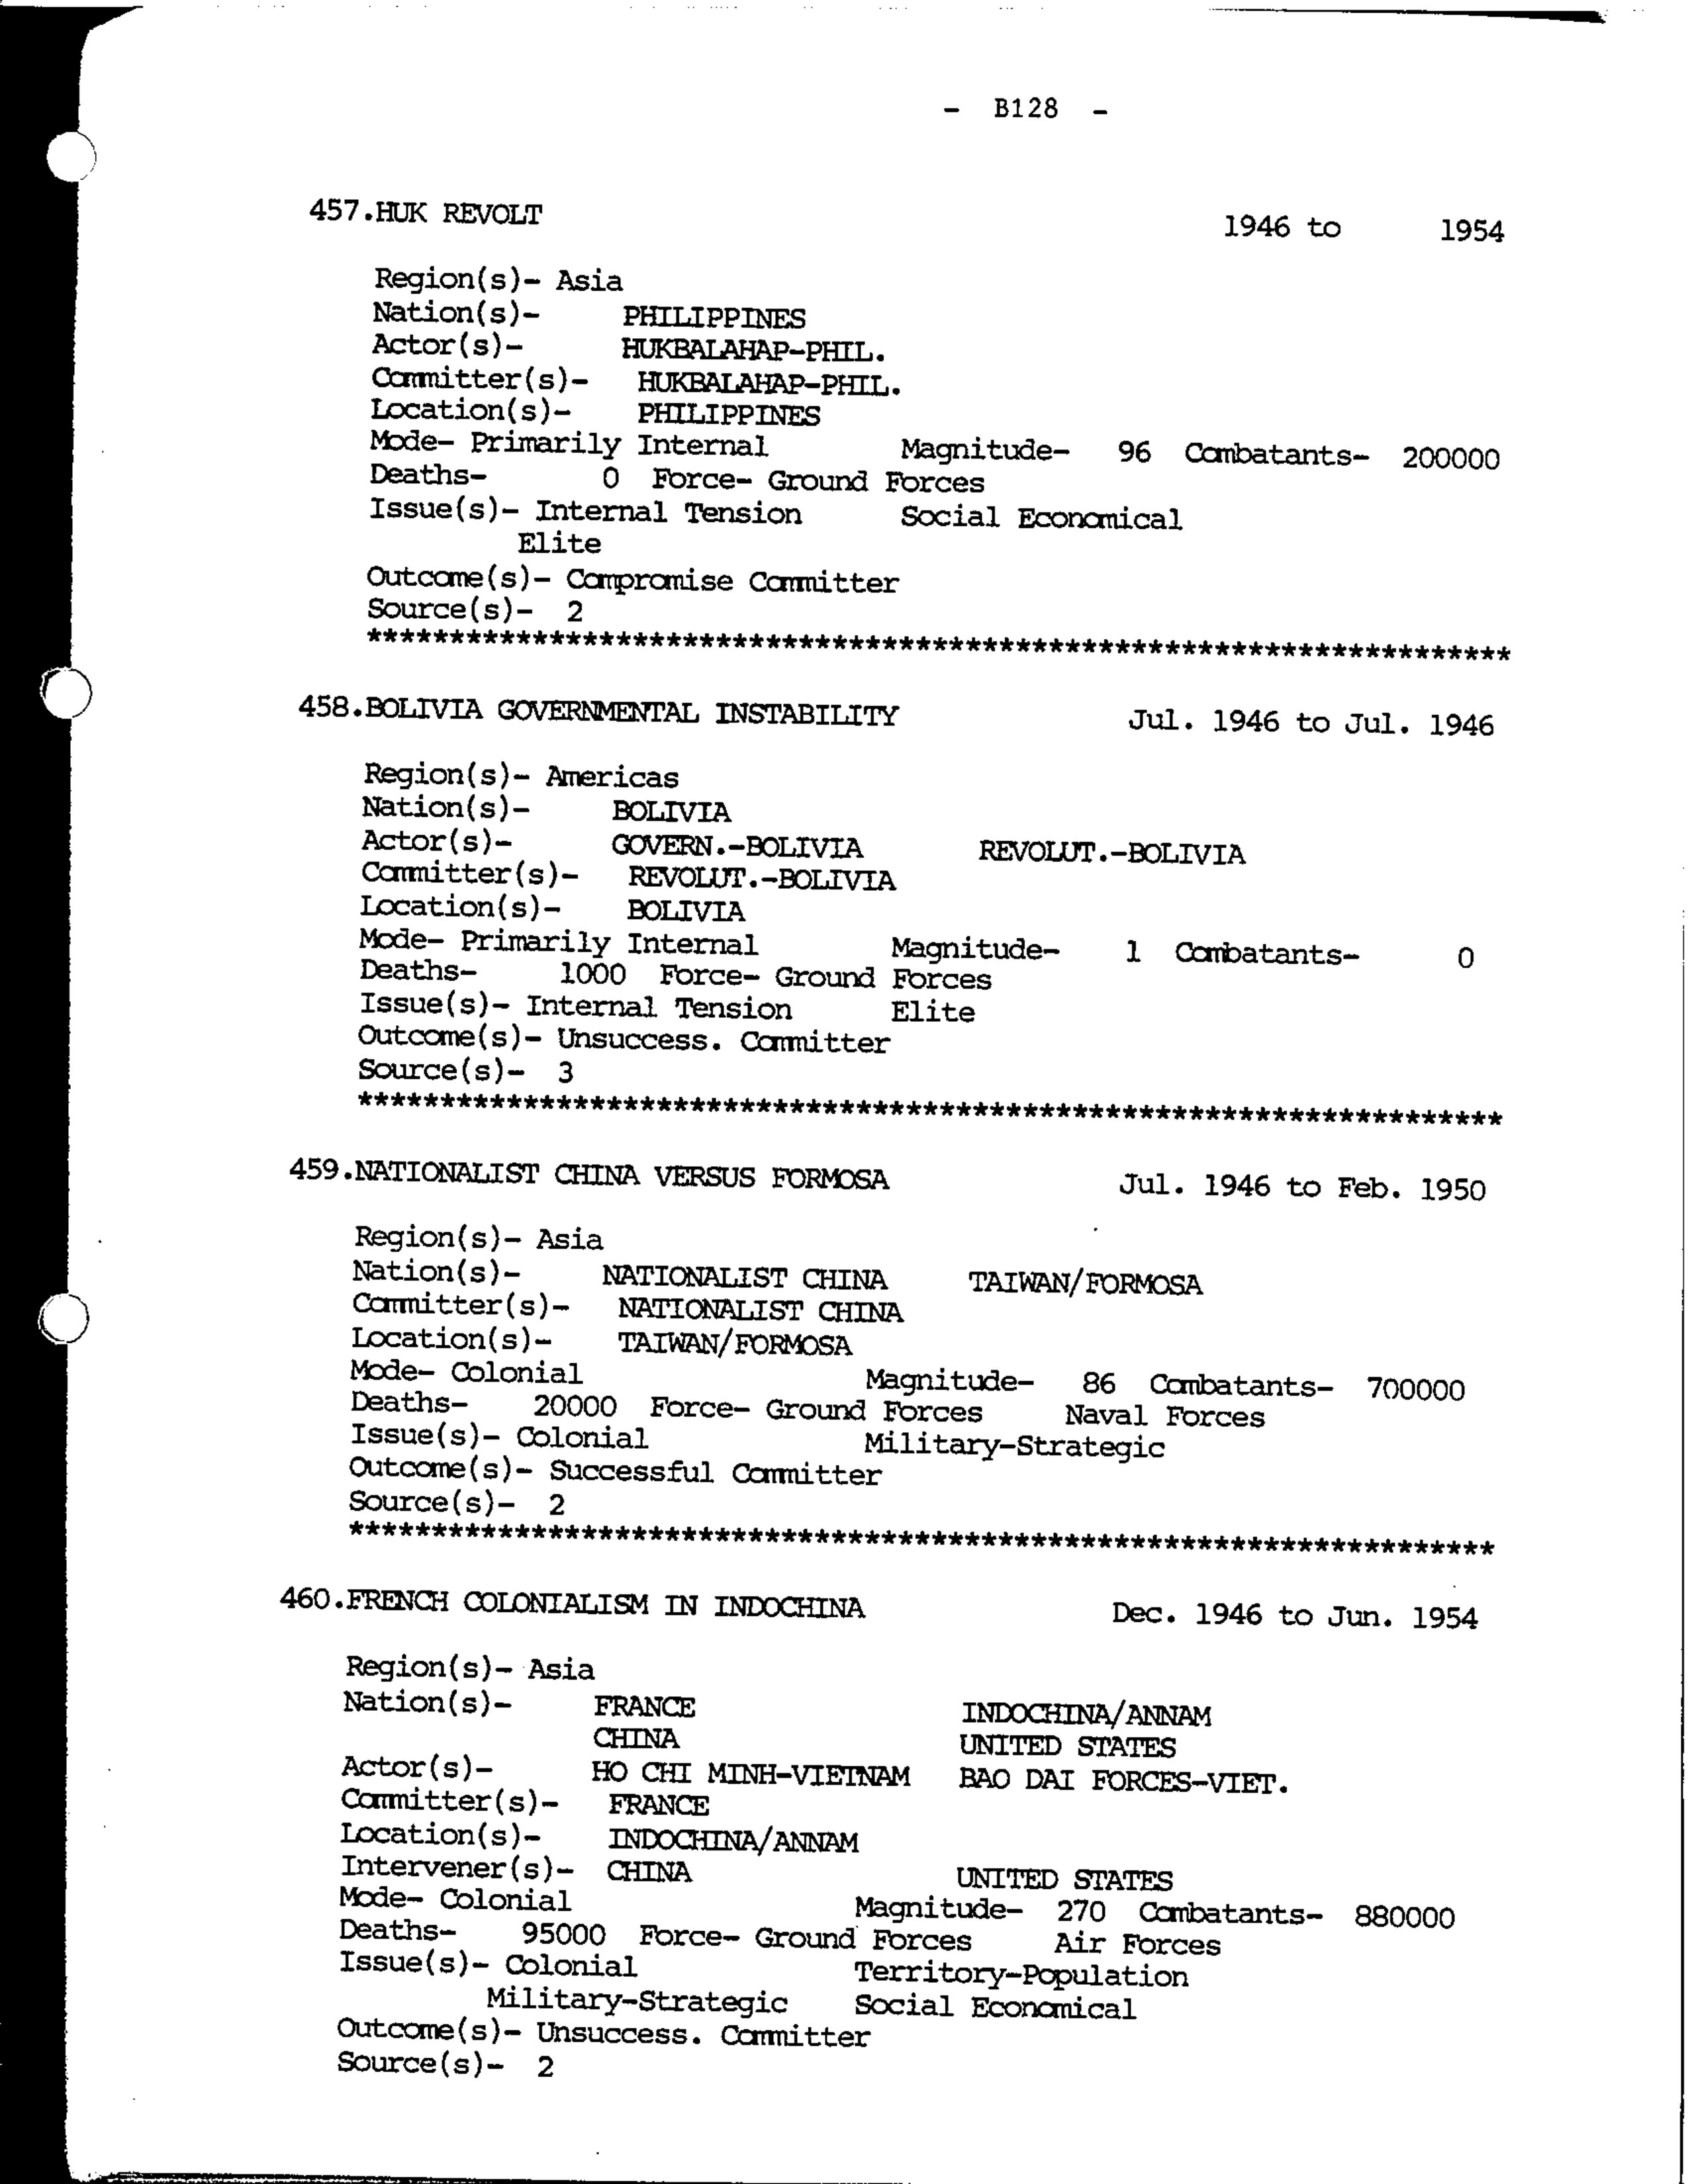 - B128 -
457.HUK REVOLT 1946 to 1954
Region(s)- Asia
Nation(s)- PHILIPPINES
Actor(s)- HUKBALAHAP-PHIL.
Committer(s)- HUKBALAHAP-PHIL.
Location(s)- PHILIPPINES
Mode- Primarily Internal Magnitude- 96 Combatants- 200000
Deaths- 0 Force- Ground Forces
Issue(s)- Internal Tension Social Economical
Elite
Outcome(s)- Compromise Committer
Source(s)- 2
*********************************************************************
458.BOLIVIA GOVERNMENTAL INSTABILITY Jul. 1946 to Jul. 1946
Region(s)- Americas
Nation(s)- BOLIVIA
Actor(s)- GOVERN.-BOLIVIA REVOLUT.-BOLIVIA
Committer(s)- REVOLUT.-BOLIVIA
Location(s)- BOLIVIA
Mode- Primarily Internal Magnitude- 1 Combatants- 0
Deaths- 1000 Force- Ground Forces
Issue(s)- Internal Tension Elite
Outcome(s)- Unsuccess. Committer
Source(s)- 3
*********************************************************************
459.NATIONALIST CHINA VERSUS FORMOSA Jul. 1946 to Feb. 1950
Region(s)- Asia
Nation(s)- NATIONALIST CHINA TAIWAN/FORMOSA
Committer(s)- NATIONALIST CHINA
Location(s)- TAIWAN/FORMOSA
Mode- Colonial Magnitude- 86 Combatants- 700000
Deaths- 20000 Force- Ground Forces Naval Forces
Issue(s)- Colonial Military-Strategic
Outcome(s)- Successful Committer
Source(s)- 2
*********************************************************************
460.FRENCH COLONIALISM IN INDOCHINA Dec. 1946 to Jun. 1954
Region(s)- Asia
Nation(s)- FRANCE INDOCHINA/ANNAM
CHINA UNITED STATES
Actor(s)- HO CHI MINH-VIETNAM BAO DAI FORCES-VIET.
Committer(s)- FRANCE
Location(s)- INDOCHINA/ANNAM
Intervener(s)- CHINA UNITED STATES
Mode- Colonial Magnitude- 270 Combatants- 880000
Deaths- 95000 Force- Ground Forces Air Forces
Issue(s)- Colonial Territory-Population
Military-Strategic Social Economical
Outcome(s)- Unsuccess. Committer
Source(s)- 2